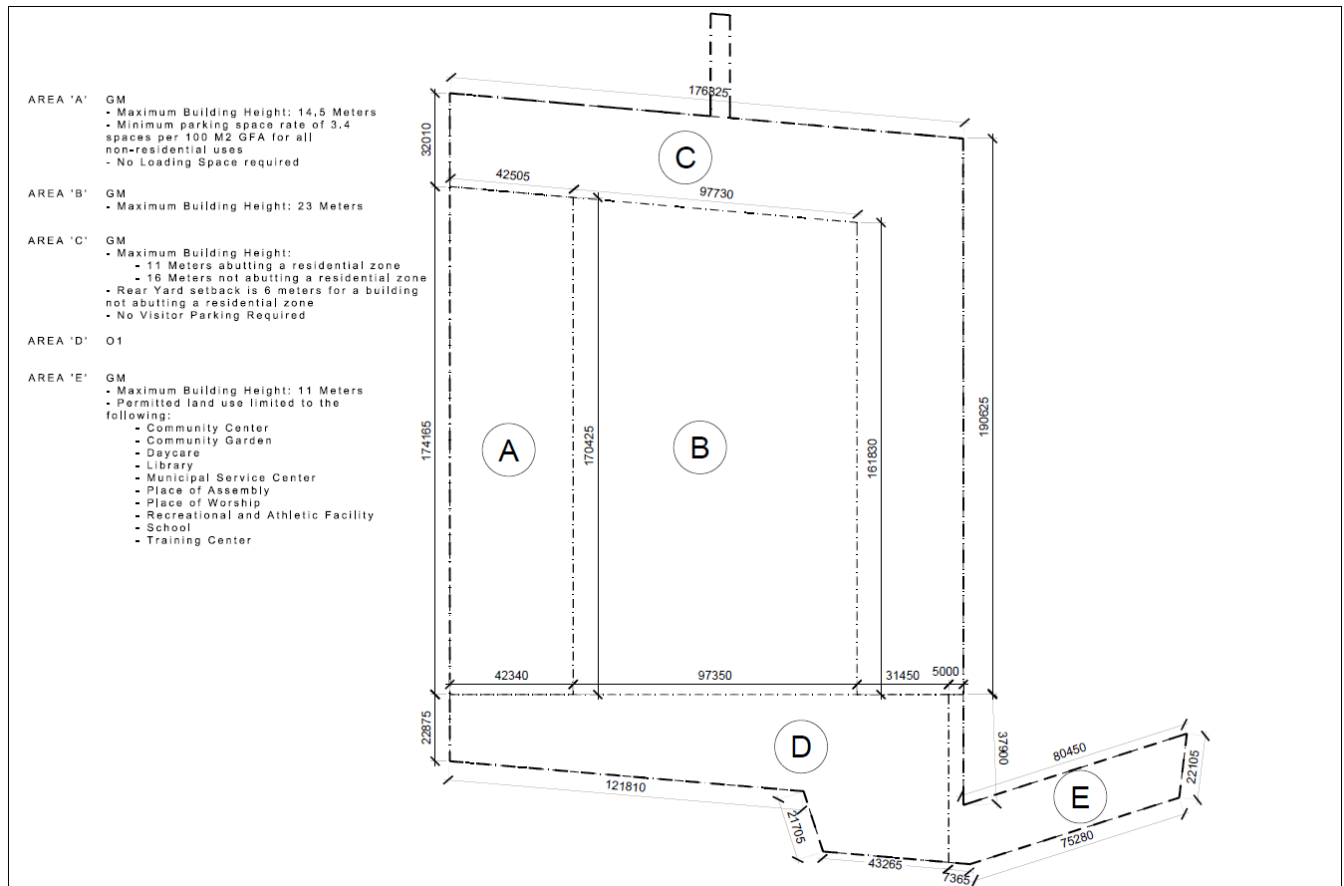 AREA 'A' GM
- Maximum Building Height: 14.5 Meters
- Minimum parking space rate of 3.4
spaces per 100 M2 GFA for all
non-residential uses
- No Loading Space required
AREA 'B' GM
- Maximum Building Height: 23 Meters
AREA 'C' GM
- Maximum Building Height:
- 11 Meters abutting a residential zone
- 16 Meters not abutting a residential zone
- Rear Yard setback is 6 meters for a building
not abutting a residential zone
- No Visitor Parking Required
AREA 'D' O1
AREA 'E' GM
- Maximum Building Height: 11 Meters
- Permitted land use limited to the
following:
- Community Center
- Community Garden
- Daycare
- Library
- Municipal Service Center
- Place of Assembly
- Place of Worship
- Recreational and Athletic Facility
- School
- Training Center
176325
32010
C
42505
97730
174165
A
170425
B
161830
190625
42340
97350
31450
5000
22875
D
37900
80450
22105
E
121810
21705
43265
7365
75280